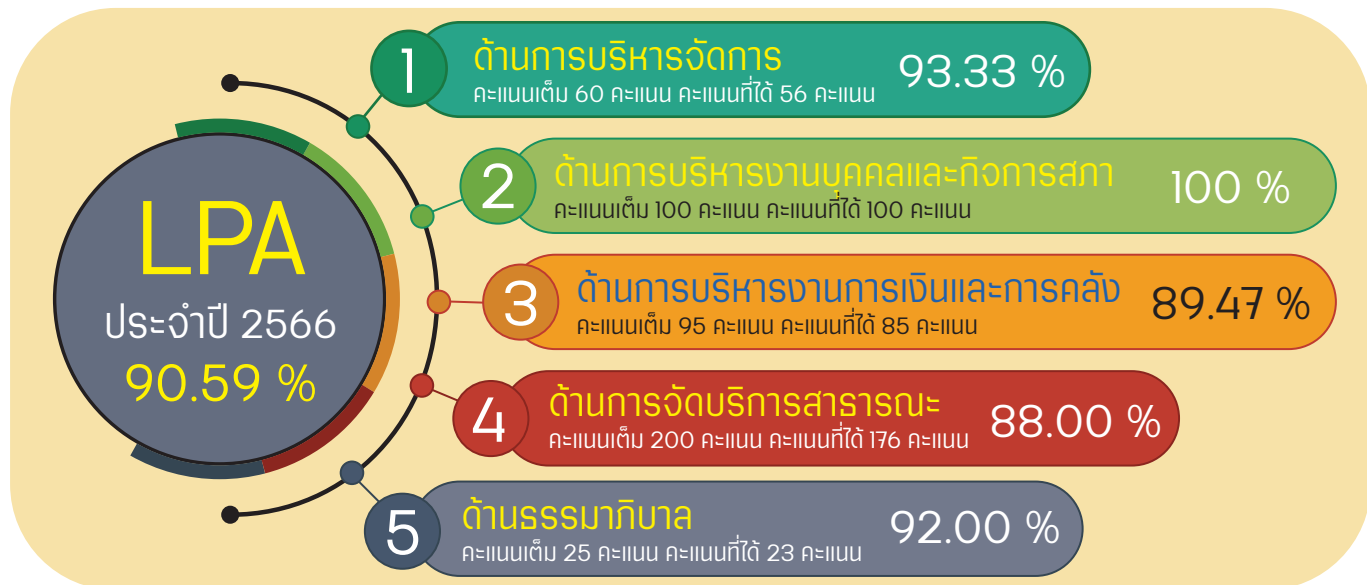 LPA
ประจำปี 2566
90.59 %
1
ด้านการบริหารจัดการ
คะแนนเต็ม 60 คะแนน คะแนนที่ได้ 56 คะแนน
93.33 %
2
ด้านการบริหารงานบุคคลและกิจการสภา
คะแนนเต็ม 100 คะแนน คะแนนที่ได้ 100 คะแนน
100 %
3
ด้านการบริหารงานการเงินและการคลัง
คะแนนเต็ม 95 คะแนน คะแนนที่ได้ 85 คะแนน
89.47 %
4
ด้านการจัดบริการสาธารณะ
คะแนนเต็ม 200 คะแนน คะแนนที่ได้ 176 คะแนน
88.00 %
5
ด้านธรรมาภิบาล
คะแนนเต็ม 25 คะแนน คะแนนที่ได้ 23 คะแนน
92.00 %